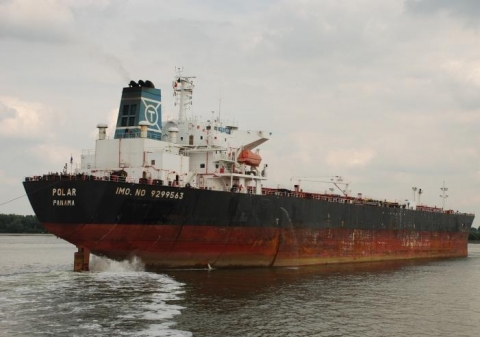 POLAR
PANAMA
IMO. NO 9299563
T